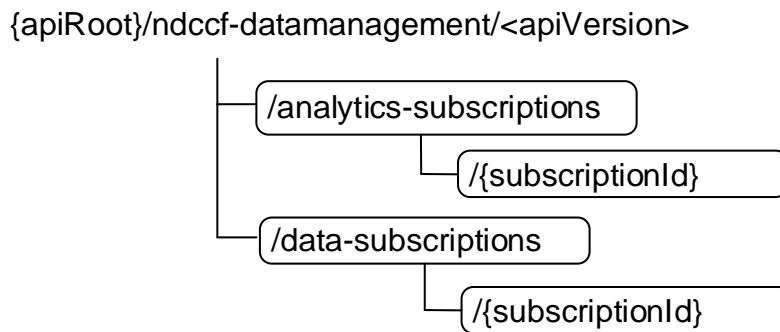 {apiRoot}/ndccf-datamanagement/<apiVersion>
/analytics-subscriptions
/{subscriptionId}
/data-subscriptions
/{subscriptionId}